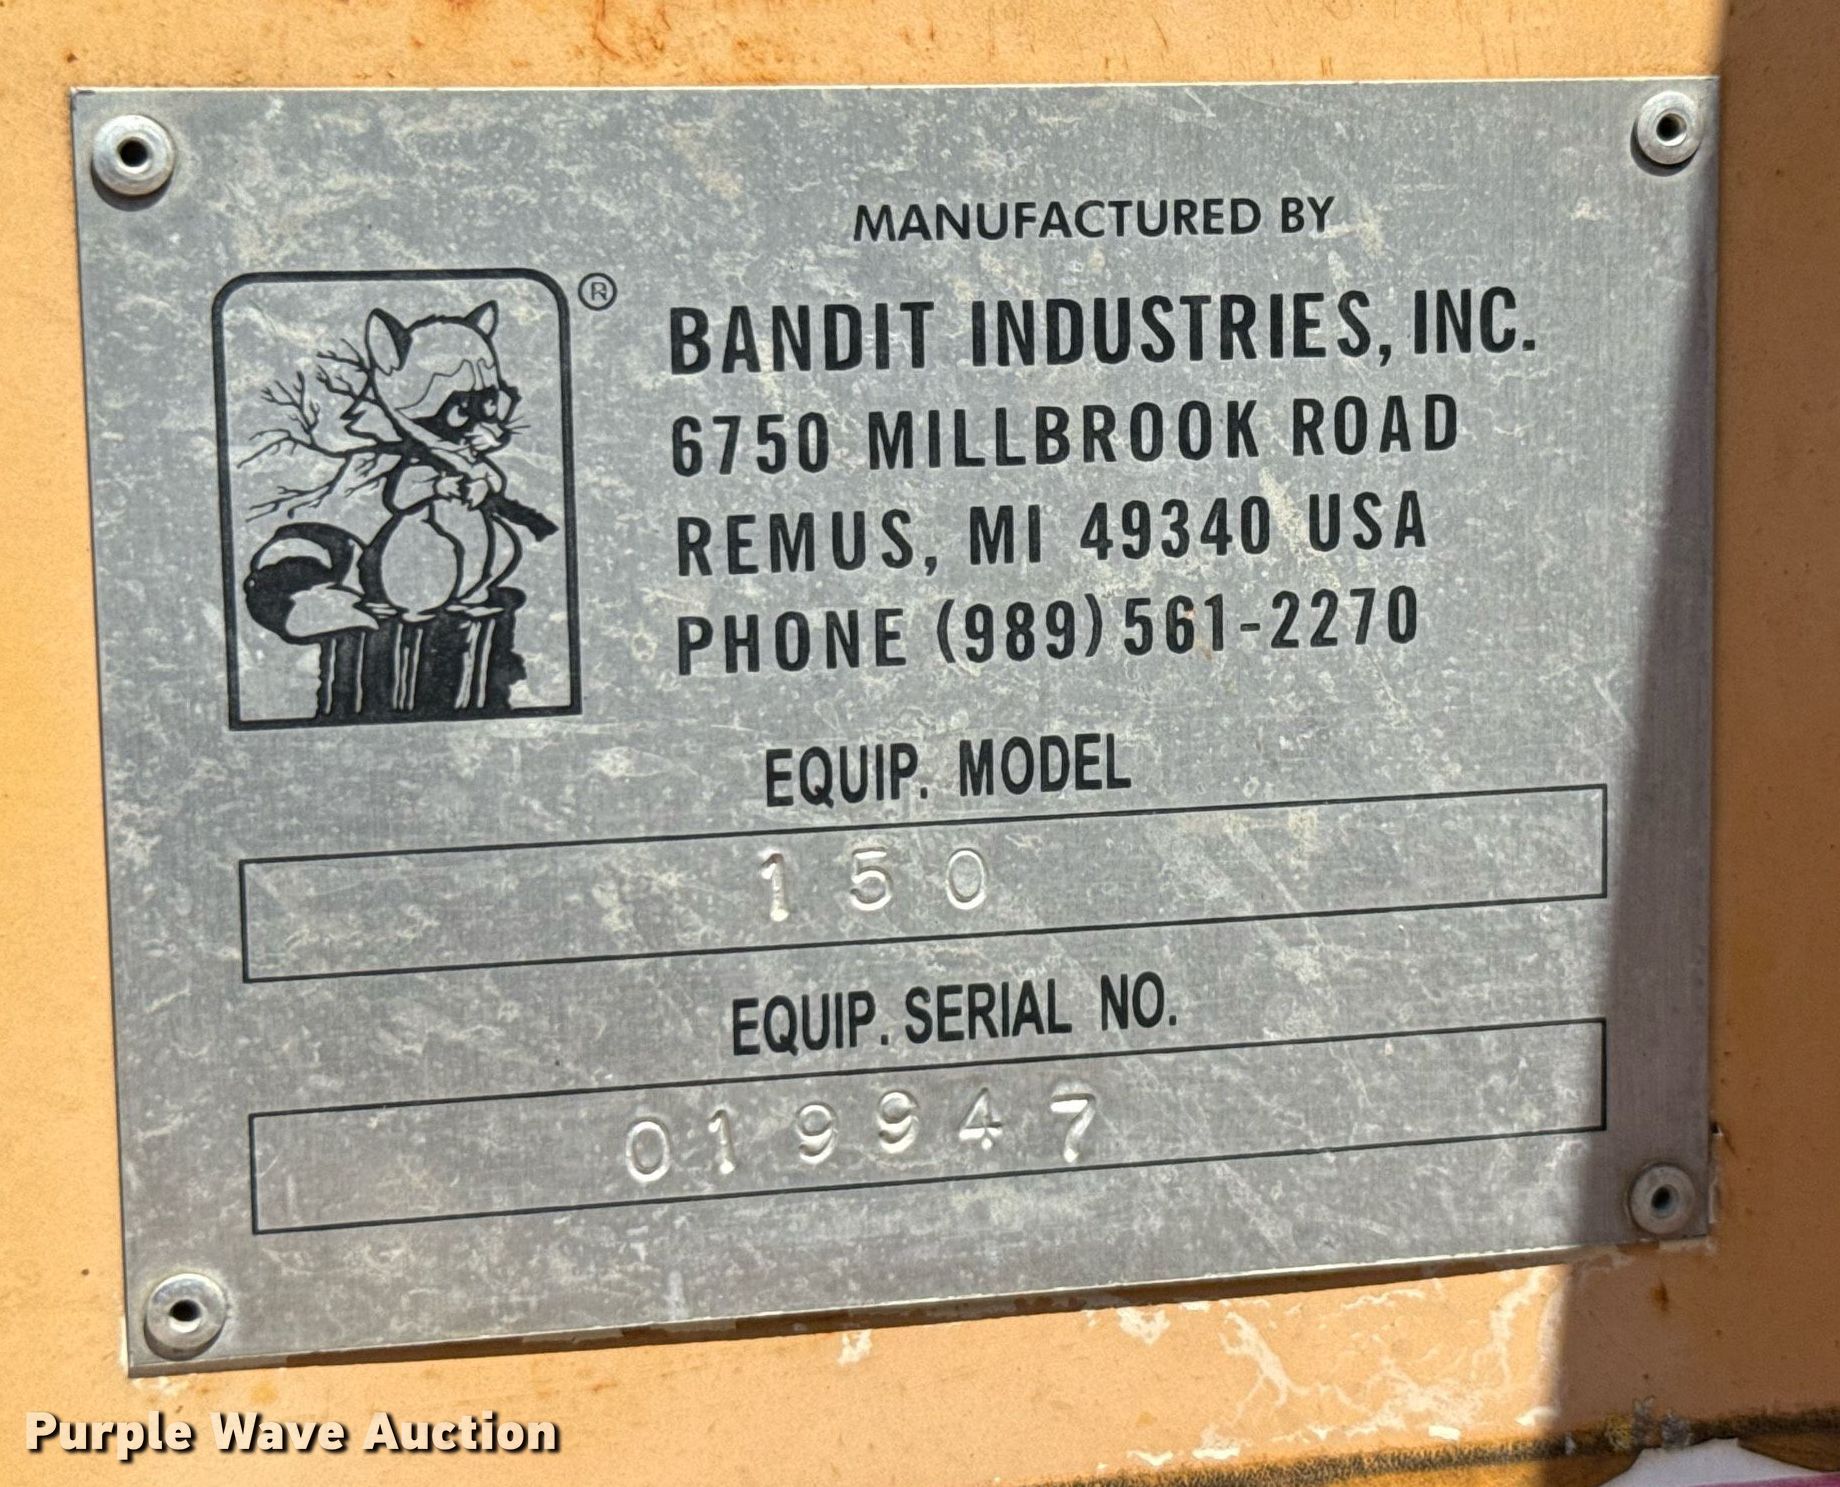 MANUFACTURED BY
®
BANDIT INDUSTRIES, INC.
6750 MILLBROOK ROAD
REMUS, MI 49340 USA
PHONE (989) 561-2270
EQUIP. MODEL
150
EQUIP. SERIAL NO.
019947
Purple Wave Auction